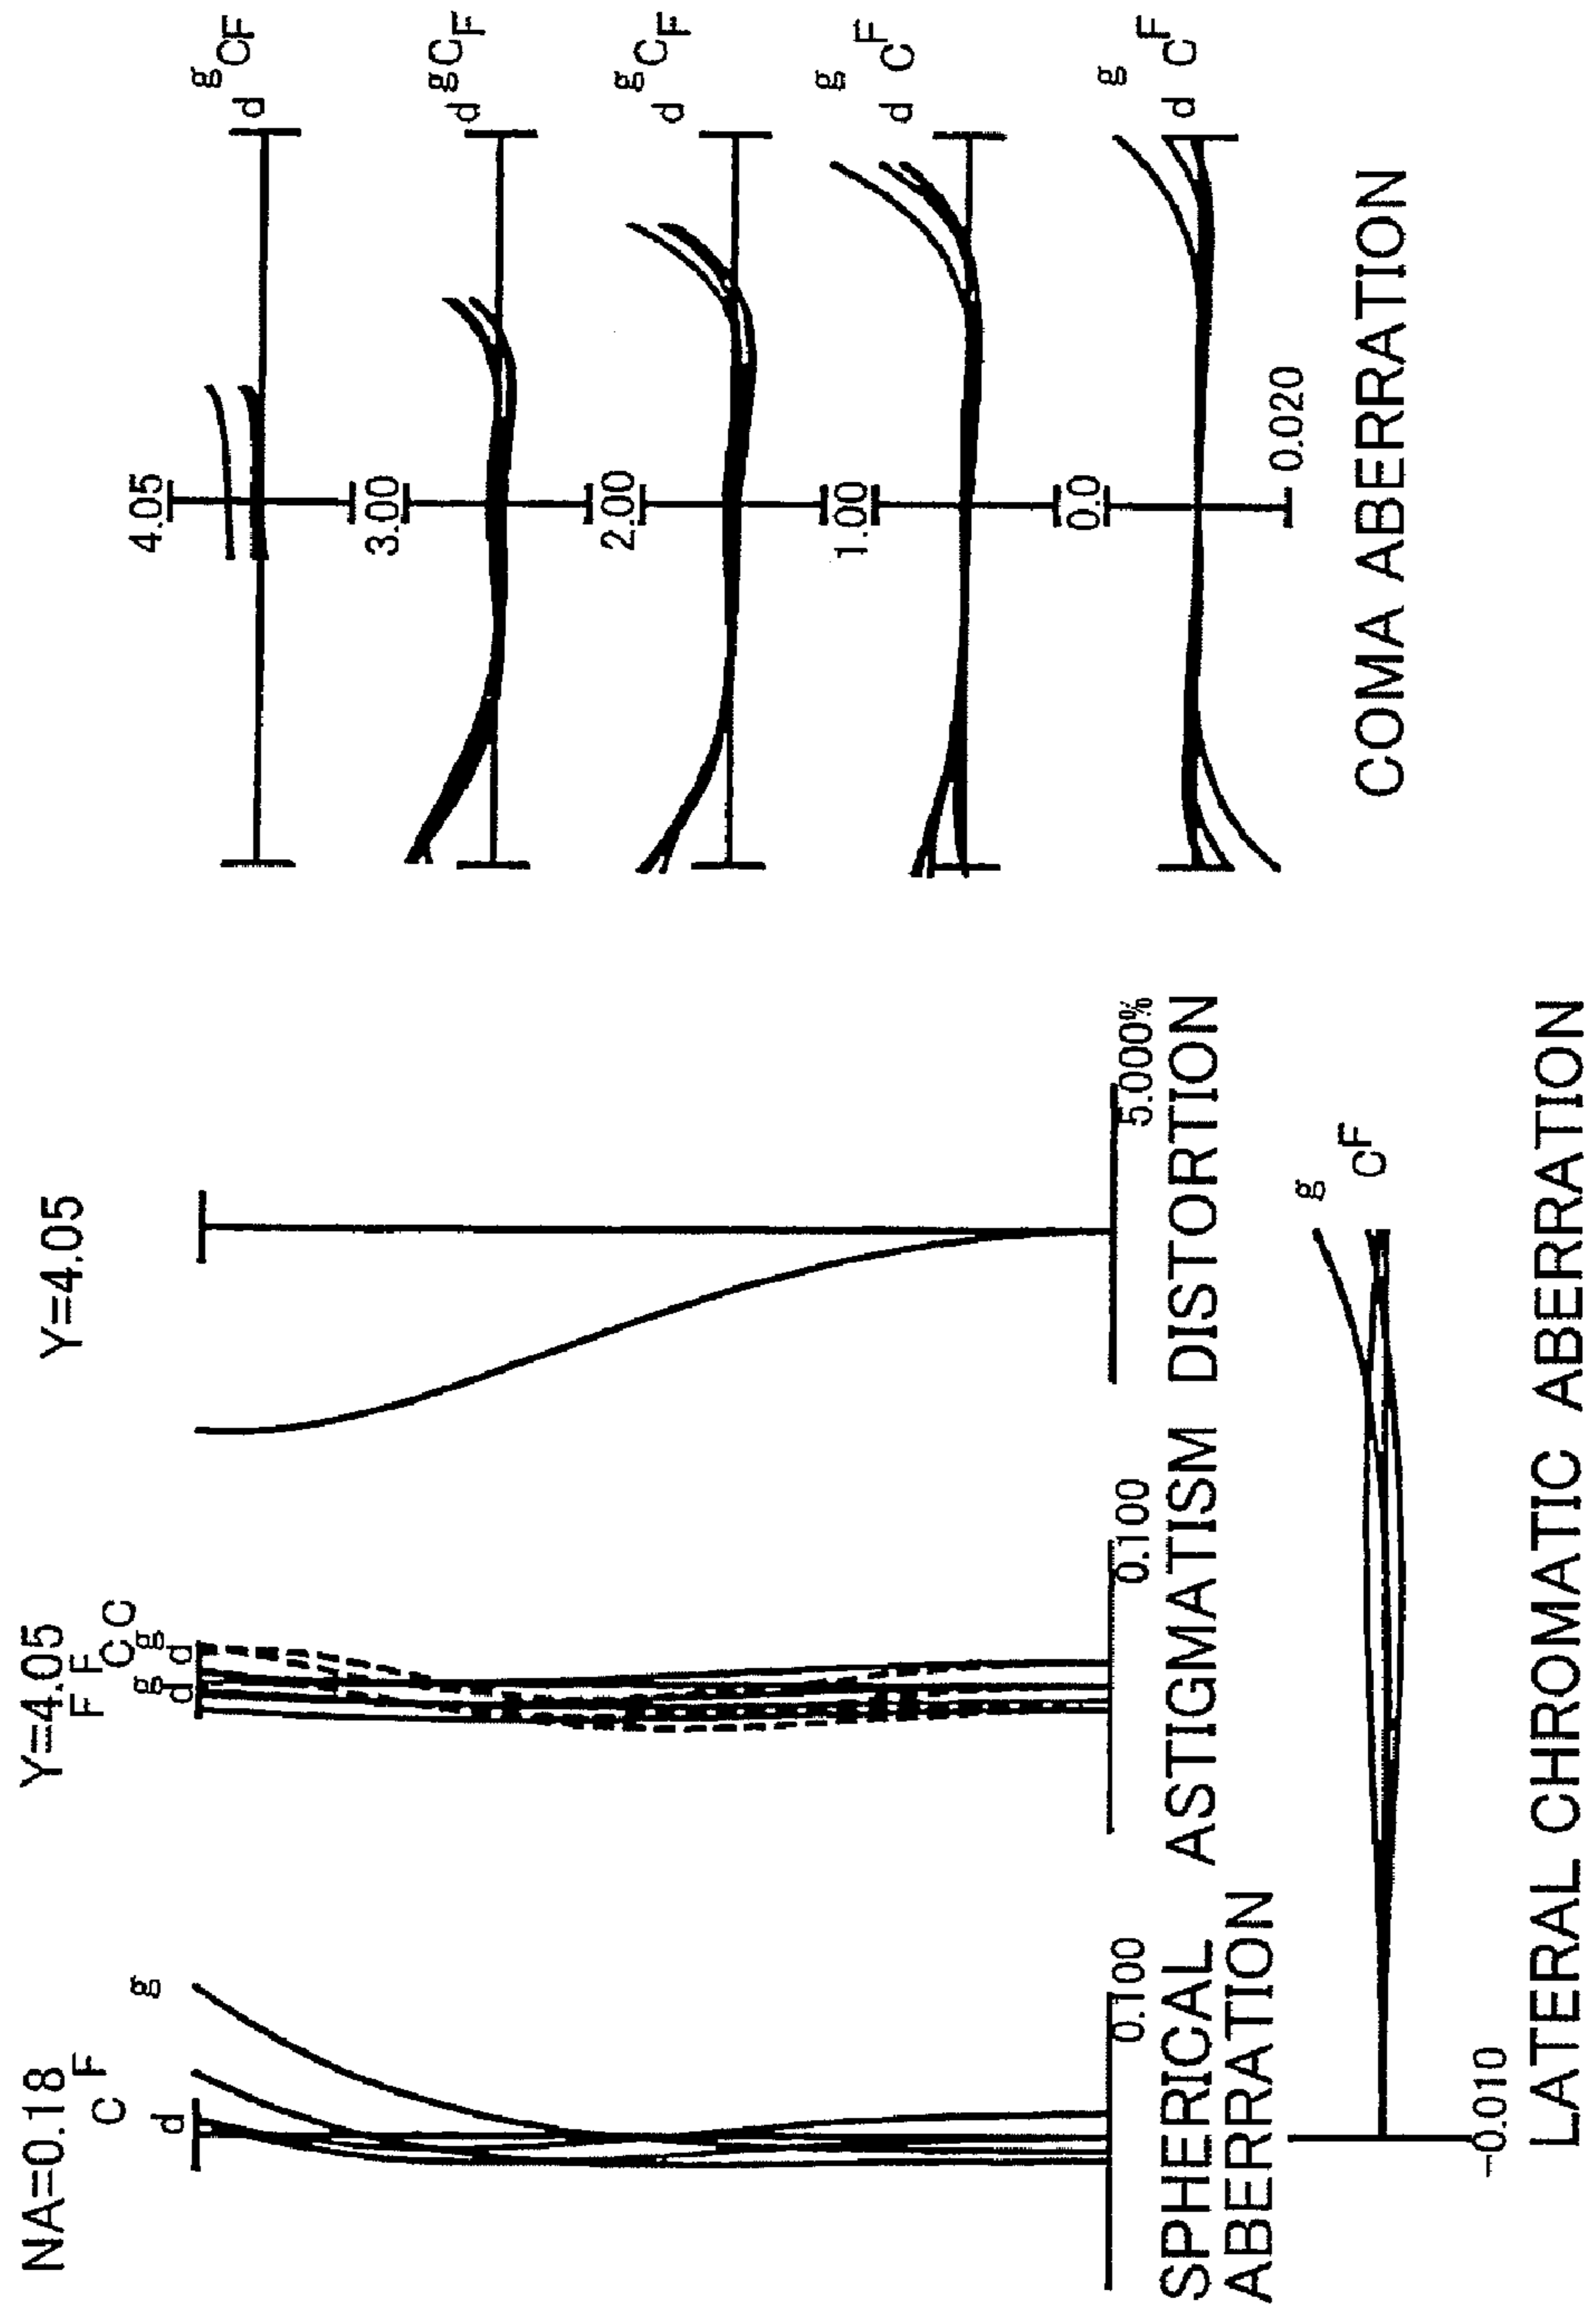 NA=0.18
C F
d
g
0.100
SPHERICAL
ABERRATION
Y=4.05
F F
C C
g g
d d
0.100
ASTIGMATISM
Y=4.05
5.000%
DISTORTION
4.05
g
d CF
3.00
d g C F
2.00
g
d C F
1.00
g F
d C
0.0
g F
d C
0.020
COMA ABERRATION
g
C F
-0.010
LATERAL CHROMATIC ABERRATION